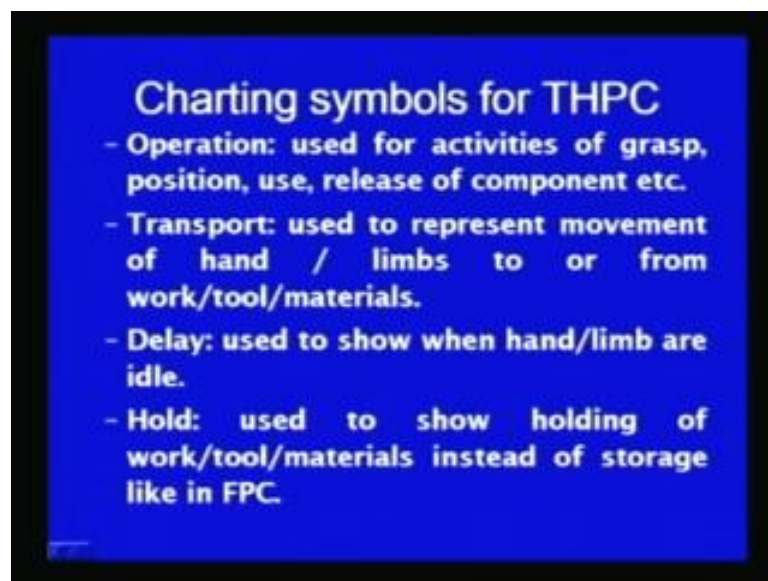 Charting symbols for THPC
– Operation: used for activities of grasp,
position, use, release of component etc.
– Transport: used to represent movement
of hand / limbs to or from
work/tool/materials.
– Delay: used to show when hand/limb are
idle.
– Hold: used to show holding of
work/tool/materials instead of storage
like in FPC.